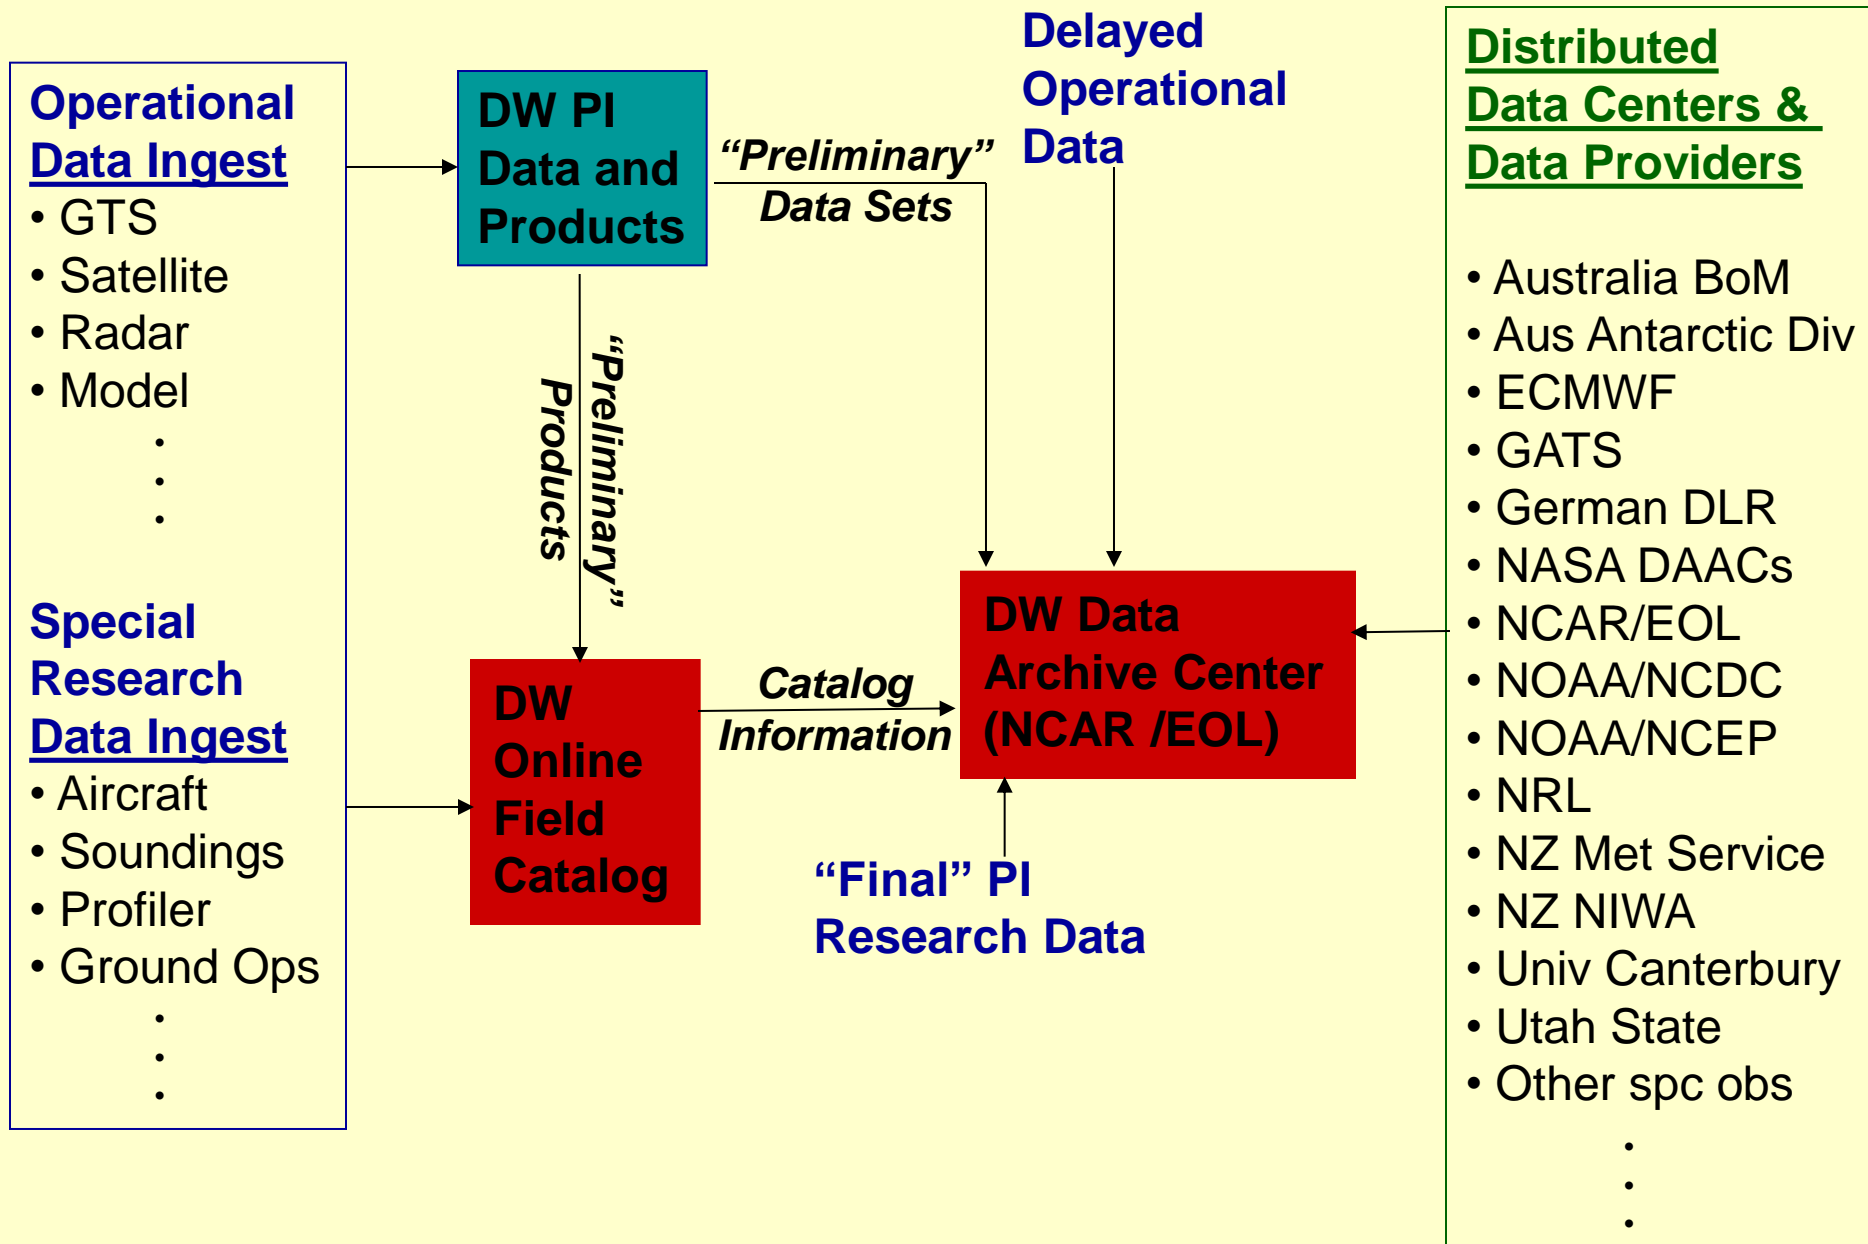 Operational
Data Ingest
• GTS
• Satellite
• Radar
• Model
•
•
•
Special
Research
Data Ingest
• Aircraft
• Soundings
• Profiler
• Ground Ops
•
•
•
DW PI
Data and
Products
“Preliminary”
Data Sets
Delayed
Operational
Data
“Preliminary”
Products
DW
Online
Field
Catalog
Catalog
Information
DW Data
Archive Center
(NCAR /EOL)
“Final” PI
Research Data
Distributed
Data Centers &
Data Providers
• Australia BoM
• Aus Antarctic Div
• ECMWF
• GATS
• German DLR
• NASA DAACs
• NCAR/EOL
• NOAA/NCDC
• NOAA/NCEP
• NRL
• NZ Met Service
• NZ NIWA
• Univ Canterbury
• Utah State
• Other spc obs
•
•
•